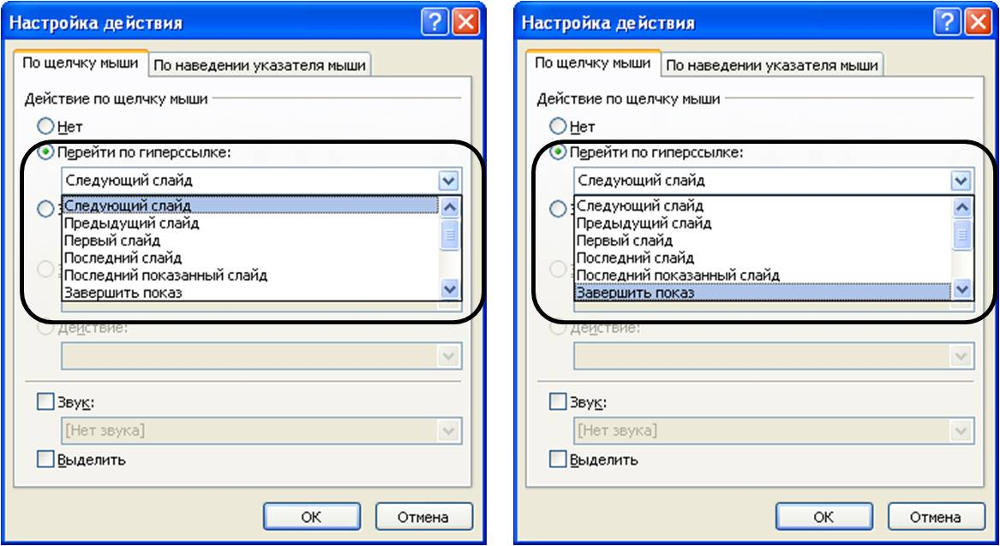 Настройка действия
По щелчку мыши По наведении указателя мыши
Действие по щелчку мыши
Нет
Перейти по гиперссылке:
Следующий слайд
Следующий слайд
Предыдущий слайд
Первый слайд
Последний слайд
Последний показанный слайд
Завершить показ
Действие:
Звук:
[Нет звука]
Выделить
ОК Отмена
Настройка действия
По щелчку мыши По наведении указателя мыши
Действие по щелчку мыши
Нет
Перейти по гиперссылке:
Следующий слайд
Следующий слайд
Предыдущий слайд
Первый слайд
Последний слайд
Последний показанный слайд
Завершить показ
Действие:
Звук:
[Нет звука]
Выделить
ОК Отмена